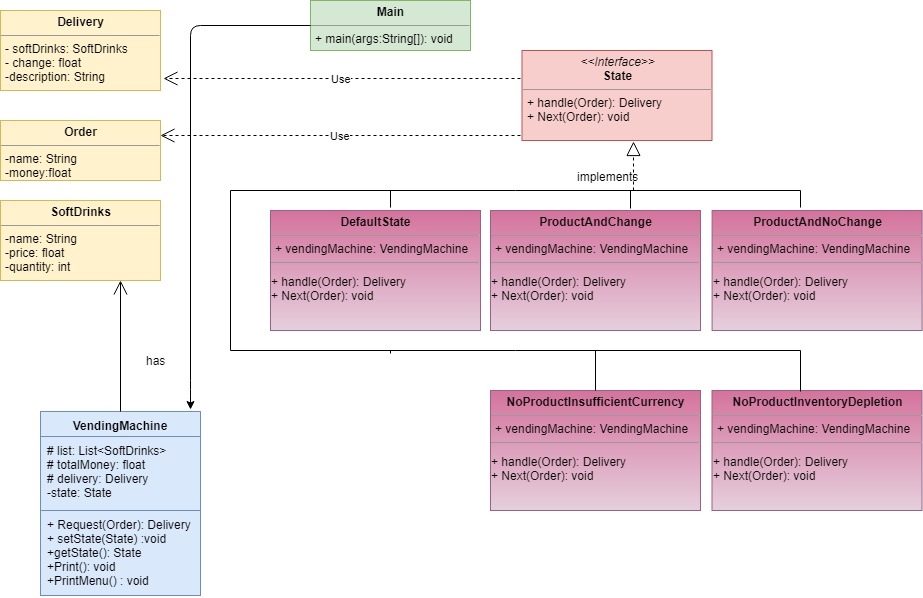 Delivery
- softDrinks: SoftDrinks
- change: float
-description: String
Main
+ main(args:String[]): void
<<Interface>>
State
+ handle(Order): Delivery
+ Next(Order): void
Use
Order
-name: String
-money:float
Use
implements
SoftDrinks
-name: String
-price: float
-quantity: int
DefaultState
+ vendingMachine: VendingMachine
+ handle(Order): Delivery
+ Next(Order): void
ProductAndChange
+ vendingMachine: VendingMachine
+ handle(Order): Delivery
+ Next(Order): void
ProductAndNoChange
+ vendingMachine: VendingMachine
+ handle(Order): Delivery
+ Next(Order): void
has
NoProductInsufficientCurrency
+ vendingMachine: VendingMachine
+ handle(Order): Delivery
+ Next(Order): void
NoProductInventoryDepletion
+ vendingMachine: VendingMachine
+ handle(Order): Delivery
+ Next(Order): void
VendingMachine
# list: List<SoftDrinks>
# totalMoney: float
# delivery: Delivery
-state: State
+ Request(Order): Delivery
+ setState(State) :void
+getState(): State
+Print(): void
+PrintMenu() : void